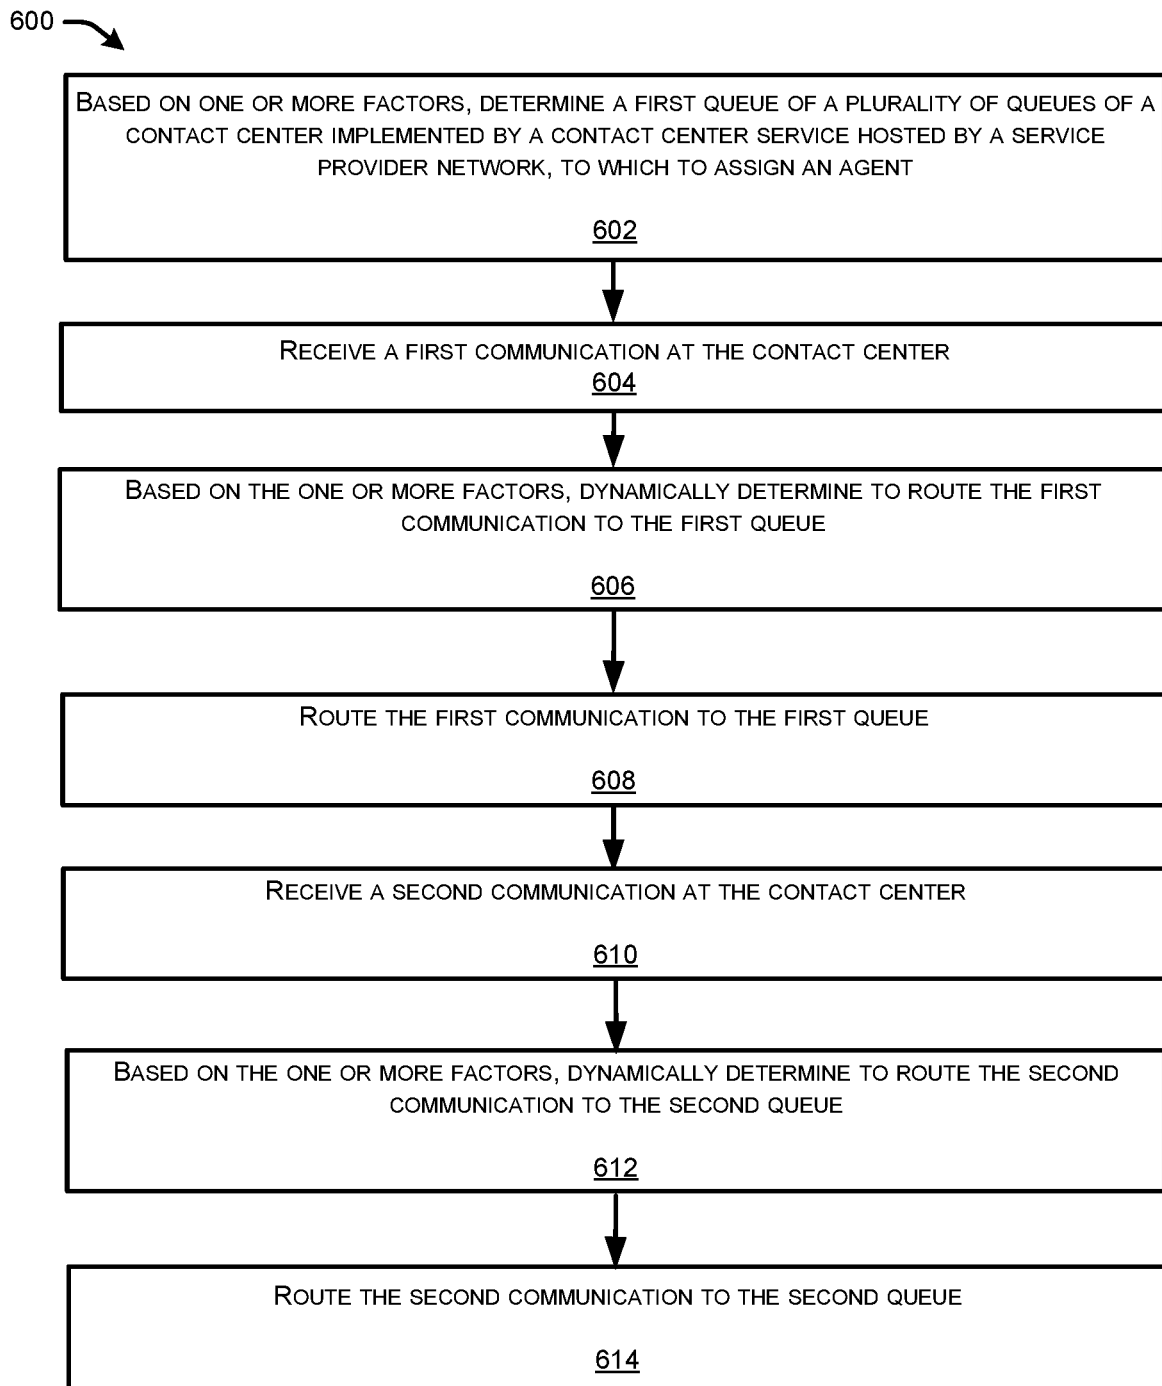 600
BASED ON ONE OR MORE FACTORS, DETERMINE A FIRST QUEUE OF A PLURALITY OF QUEUES OF A
CONTACT CENTER IMPLEMENTED BY A CONTACT CENTER SERVICE HOSTED BY A SERVICE
PROVIDER NETWORK, TO WHICH TO ASSIGN AN AGENT
602
RECEIVE A FIRST COMMUNICATION AT THE CONTACT CENTER
604
BASED ON THE ONE OR MORE FACTORS, DYNAMICALLY DETERMINE TO ROUTE THE FIRST
COMMUNICATION TO THE FIRST QUEUE
606
ROUTE THE FIRST COMMUNICATION TO THE FIRST QUEUE
608
RECEIVE A SECOND COMMUNICATION AT THE CONTACT CENTER
610
BASED ON THE ONE OR MORE FACTORS, DYNAMICALLY DETERMINE TO ROUTE THE SECOND
COMMUNICATION TO THE SECOND QUEUE
612
ROUTE THE SECOND COMMUNICATION TO THE SECOND QUEUE
614